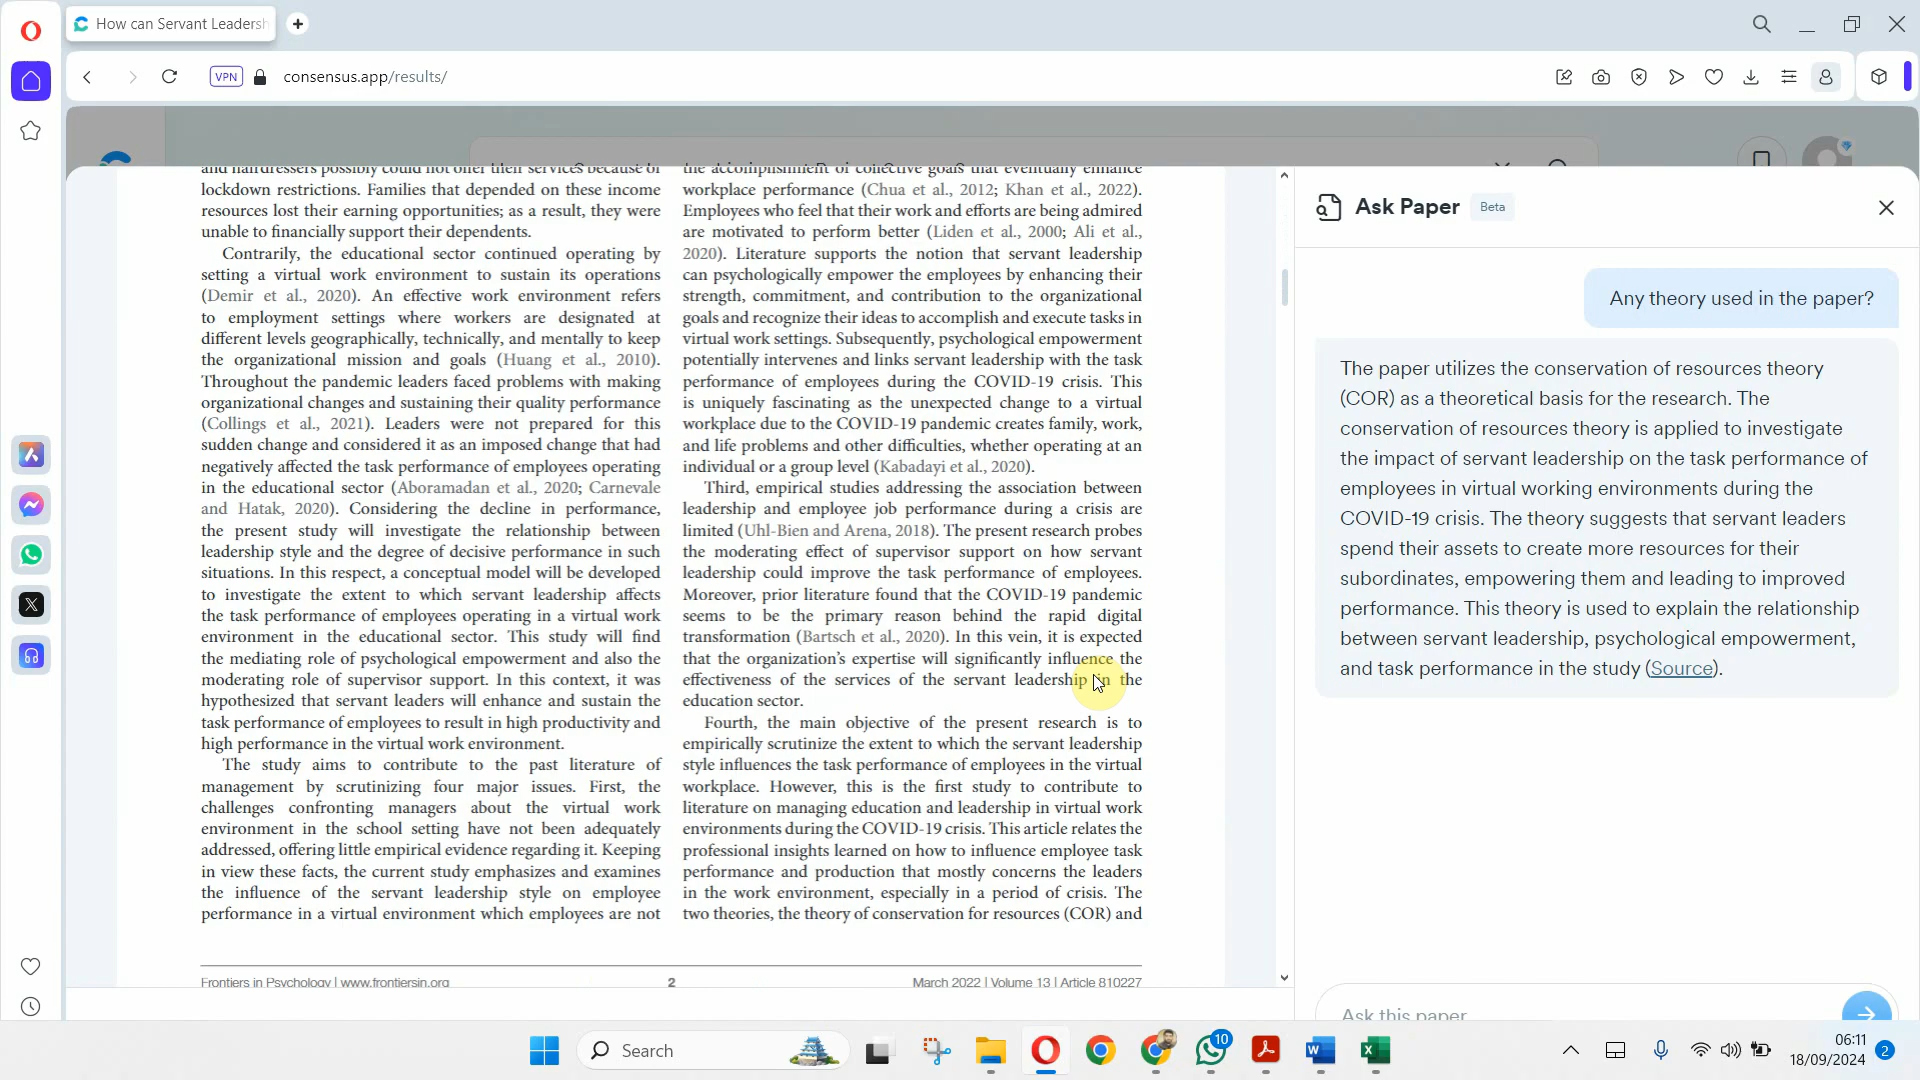 How can Servant Leadersh
VPN
consensus.app/results/
and hairdressers possibly could not offer their services because of
lockdown restrictions. Families that depended on these income
resources lost their earning opportunities; as a result, they were
unable to financially support their dependents.
Contrarily, the educational sector continued operating by
setting a virtual work environment to sustain its operations
(Demir et al., 2020). An effective work environment refers
to employment settings where workers are designated at
different levels geographically, technically, and mentally to keep
the organizational mission and goals (Huang et al., 2010).
Throughout the pandemic leaders faced problems with making
organizational changes and sustaining their quality performance
(Collings et al., 2021). Leaders were not prepared for this
sudden change and considered it as an imposed change that had
negatively affected the task performance of employees operating
in the educational sector (Aboramadan et al., 2020; Carnevale
and Hatak, 2020). Considering the decline in performance,
the present study will investigate the relationship between
leadership style and the degree of decisive performance in such
situations. In this respect, a conceptual model will be developed
to investigate the extent to which servant leadership affects
the task performance of employees operating in a virtual work
environment in the educational sector. This study will find
the mediating role of psychological empowerment and also the
moderating role of supervisor support. In this context, it was
hypothesized that servant leaders will enhance and sustain the
task performance of employees to result in high productivity and
high performance in the virtual work environment.
The study aims to contribute to the past literature of
management by scrutinizing four major issues. First, the
challenges confronting managers about the virtual work
environment in the school setting have not been adequately
addressed, offering little empirical evidence regarding it. Keeping
in view these facts, the current study emphasizes and examines
the influence of the servant leadership style on employee
performance in a virtual environment which employees are not
the accomplishment of collective goals that eventually enhance
workplace performance (Chua et al., 2012; Khan et al., 2022).
Employees who feel that their work and efforts are being admired
are motivated to perform better (Liden et al., 2000; Ali et al.,
2020). Literature supports the notion that servant leadership
can psychologically empower the employees by enhancing their
strength, commitment, and contribution to the organizational
goals and recognize their ideas to accomplish and execute tasks in
virtual work settings. Subsequently, psychological empowerment
potentially intervenes and links servant leadership with the task
performance of employees during the COVID-19 crisis. This
is uniquely fascinating as the unexpected change to a virtual
workplace due to the COVID-19 pandemic creates family, work,
and life problems and other difficulties, whether operating at an
individual or a group level (Kabadayi et al., 2020).
Third, empirical studies addressing the association between
leadership and employee job performance during a crisis are
limited (Uhl-Bien and Arena, 2018). The present research probes
the moderating effect of supervisor support on how servant
leadership could improve the task performance of employees.
Moreover, prior literature found that the COVID-19 pandemic
seems to be the primary reason behind the rapid digital
transformation (Bartsch et al., 2020). In this vein, it is expected
that the organization's expertise will significantly influence the
effectiveness of the services of the servant leadership in the
education sector.
Fourth, the main objective of the present research is to
empirically scrutinize the extent to which the servant leadership
style influences the task performance of employees in the virtual
workplace. However, this is the first study to contribute to
literature on managing education and leadership in virtual work
environments during the COVID-19 crisis. This article relates the
professional insights learned on how to influence employee task
performance and production that mostly concerns the leaders
in the work environment, especially in a period of crisis. The
two theories, the theory of conservation for resources (COR) and
Frontiers in Psychology | www.frontiersin.org
2
March 2022 | Volume 13 | Article 810227
Ask Paper
Beta
Any theory used in the paper?
The paper utilizes the conservation of resources theory
(COR) as a theoretical basis for the research. The
conservation of resources theory is applied to investigate
the impact of servant leadership on the task performance of
employees in virtual working environments during the
COVID-19 crisis. The theory suggests that servant leaders
spend their assets to create more resources for their
subordinates, empowering them and leading to improved
performance. This theory is used to explain the relationship
between servant leadership, psychological empowerment,
and task performance in the study (Source).
Ask this paper
Search
10
06:11
18/09/2024
2